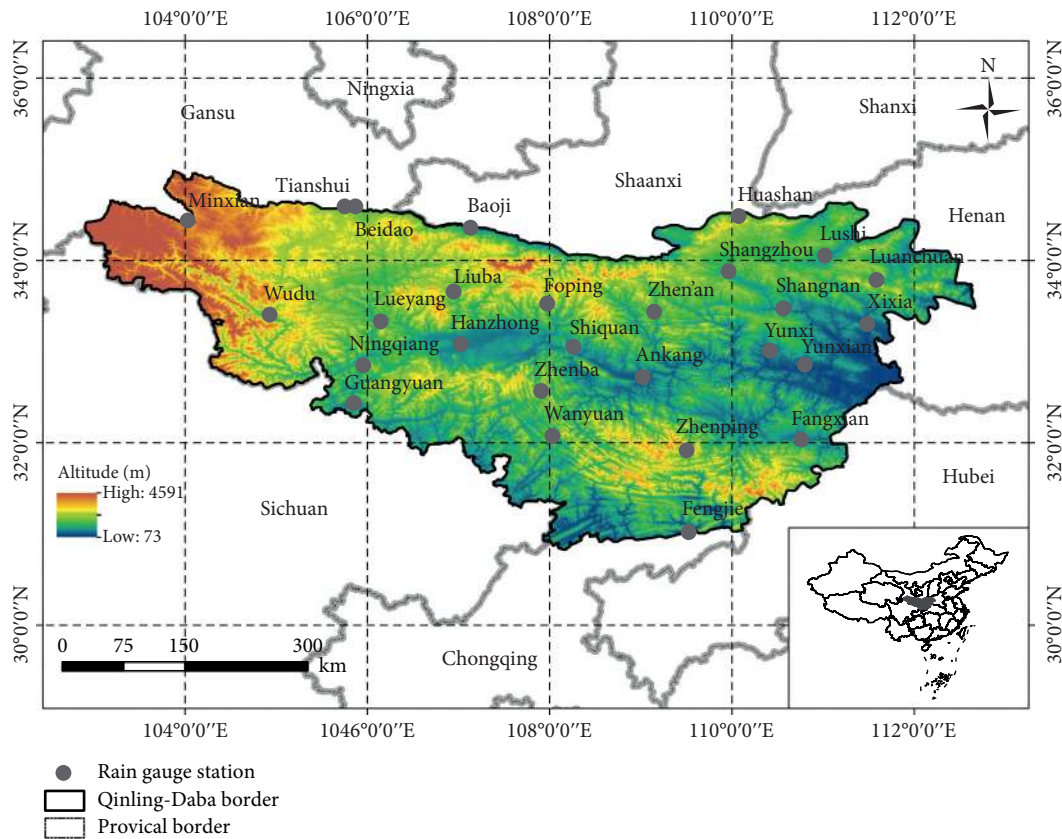 104°0′0″E 1046°0′0″E 108°0′0″E 110°0′0″E 112°0′0″E
36°0′0″N
36°0′0″N
N
Ningxia
Gansu
Shanxi
Shaanxi
Tianshui
Huashan
Minxian
Baoji
Henan
Beidao
Lushi
Shangzhou
Luanchuan
34°0′0″N
34°0′0″N
Liuba
Foping
Zhen'an
Shangnan
Wudu
Lueyang
Xixia
Hanzhong
Shiquan
Yunxi
Ningqiang
Ankang
Yunxian
Zhenba
Guangyuan
Wanyuan
Zhenping
Fangxian
32°0′0″N
32°0′0″N
Altitude (m)
High: 4591
Low: 73
Hubei
Sichuan
Fengjie
30°0′0″N
30°0′0″N
0 75 150 300
km
Chongqing
104°0′0″E 1046°0′0″E 108°0′0″E 110°0′0″E 112°0′0″E
Rain gauge station
Qinling-Daba border
Provical border